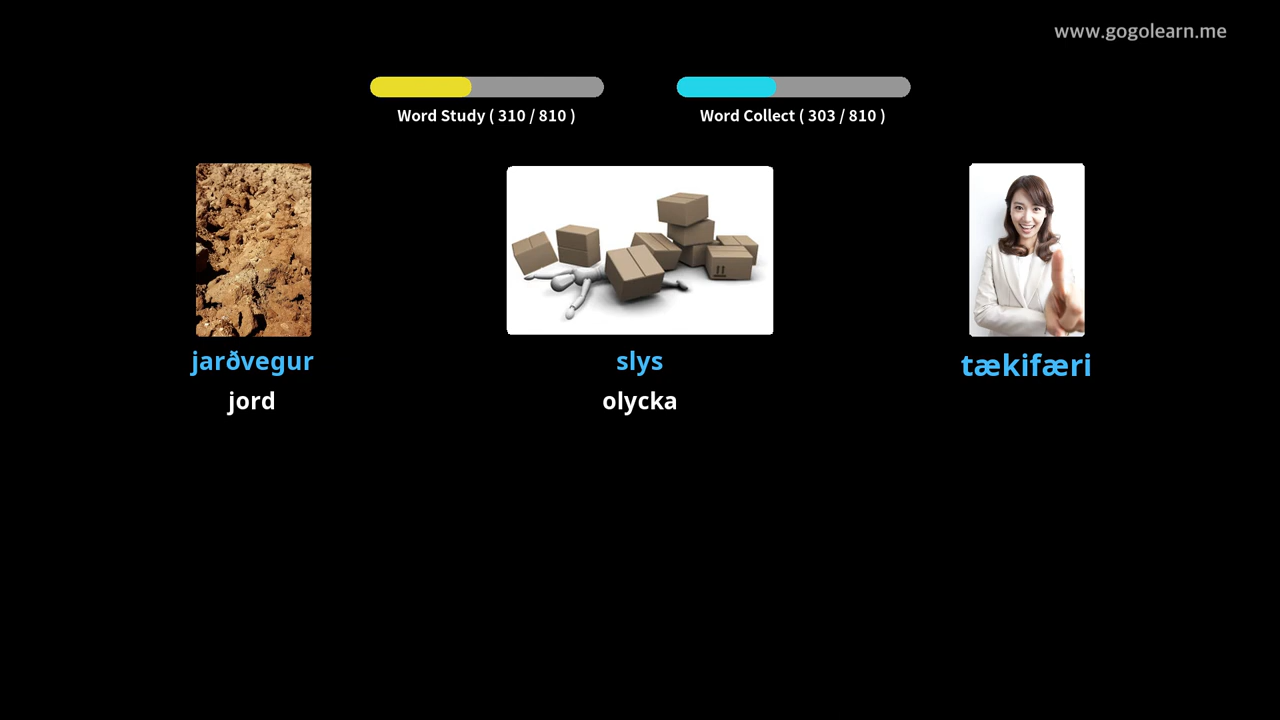 www.gogolearn.me
Word Study ( 310 / 810 )
Word Collect ( 303 / 810 )
jarðvegur
jord
slys
olycka
tækifæri